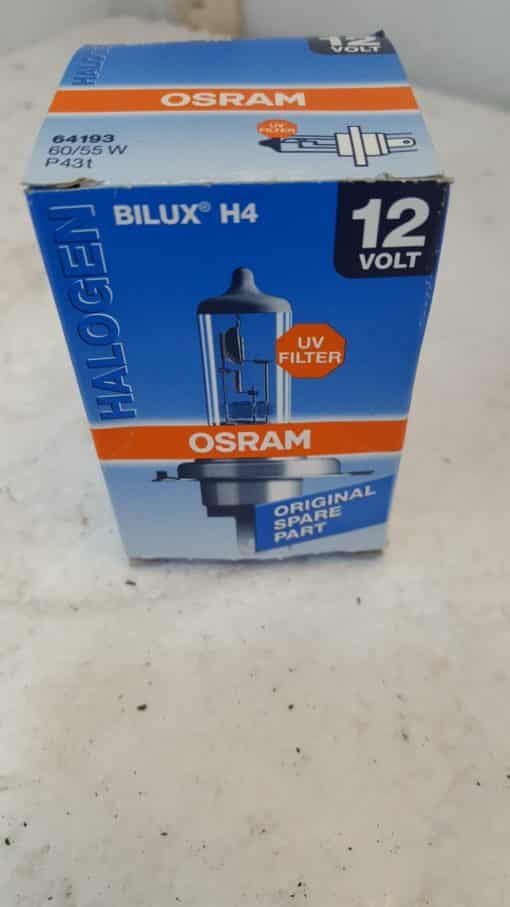 HALOGEN
12
VOLT
OSRAM
64193
60/55 W
P43t
UV
FILTER
BILUX® H4
12
VOLT
HALOGEN
UV
FILTER
OSRAM
ORIGINAL
SPARE
PART